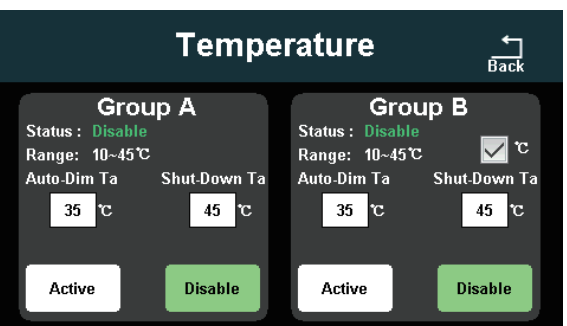 Temperature
Back
Group A
Status : Disable
Range: 10~45℃
Auto-Dim Ta Shut-Down Ta
35 ℃ 45 ℃
Active Disable
Group B
Status : Disable
Range: 10~45℃
℃
Auto-Dim Ta Shut-Down Ta
35 ℃ 45 ℃
Active Disable